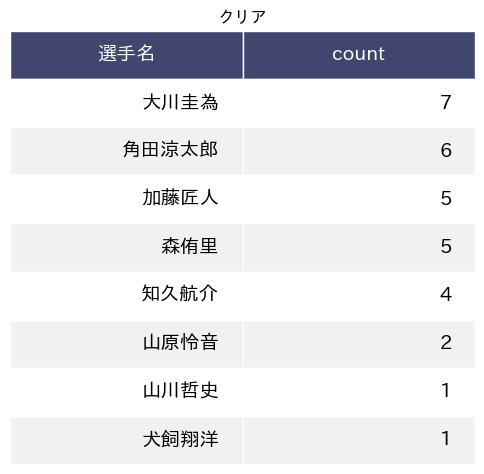 クリア
選手名 count
大川圭為 7
角田涼太郎 6
加藤匠人 5
森侑里 5
知久航介 4
山原怜音 2
山川哲史 1
犬飼翔洋 1